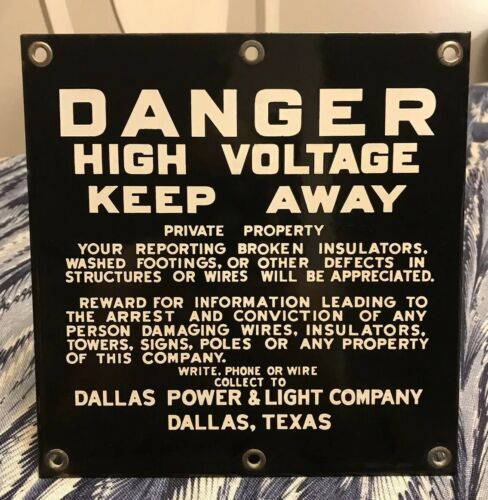 DANGER
HIGH VOLTAGE
KEEP AWAY
PRIVATE PROPERTY
YOUR REPORTING BROKEN INSULATORS,
WASHED FOOTINGS, OR OTHER DEFECTS IN
STRUCTURES OR WIRES WILL BE APPRECIATED.
REWARD FOR INFORMATION LEADING TO
THE ARREST AND CONVICTION OF ANY
PERSON DAMAGING WIRES, INSULATORS,
TOWERS, SIGNS, POLES OR ANY PROPERTY
OF THIS COMPANY.
WRITE, PHONE OR WIRE
COLLECT TO
DALLAS POWER & LIGHT COMPANY
DALLAS, TEXAS